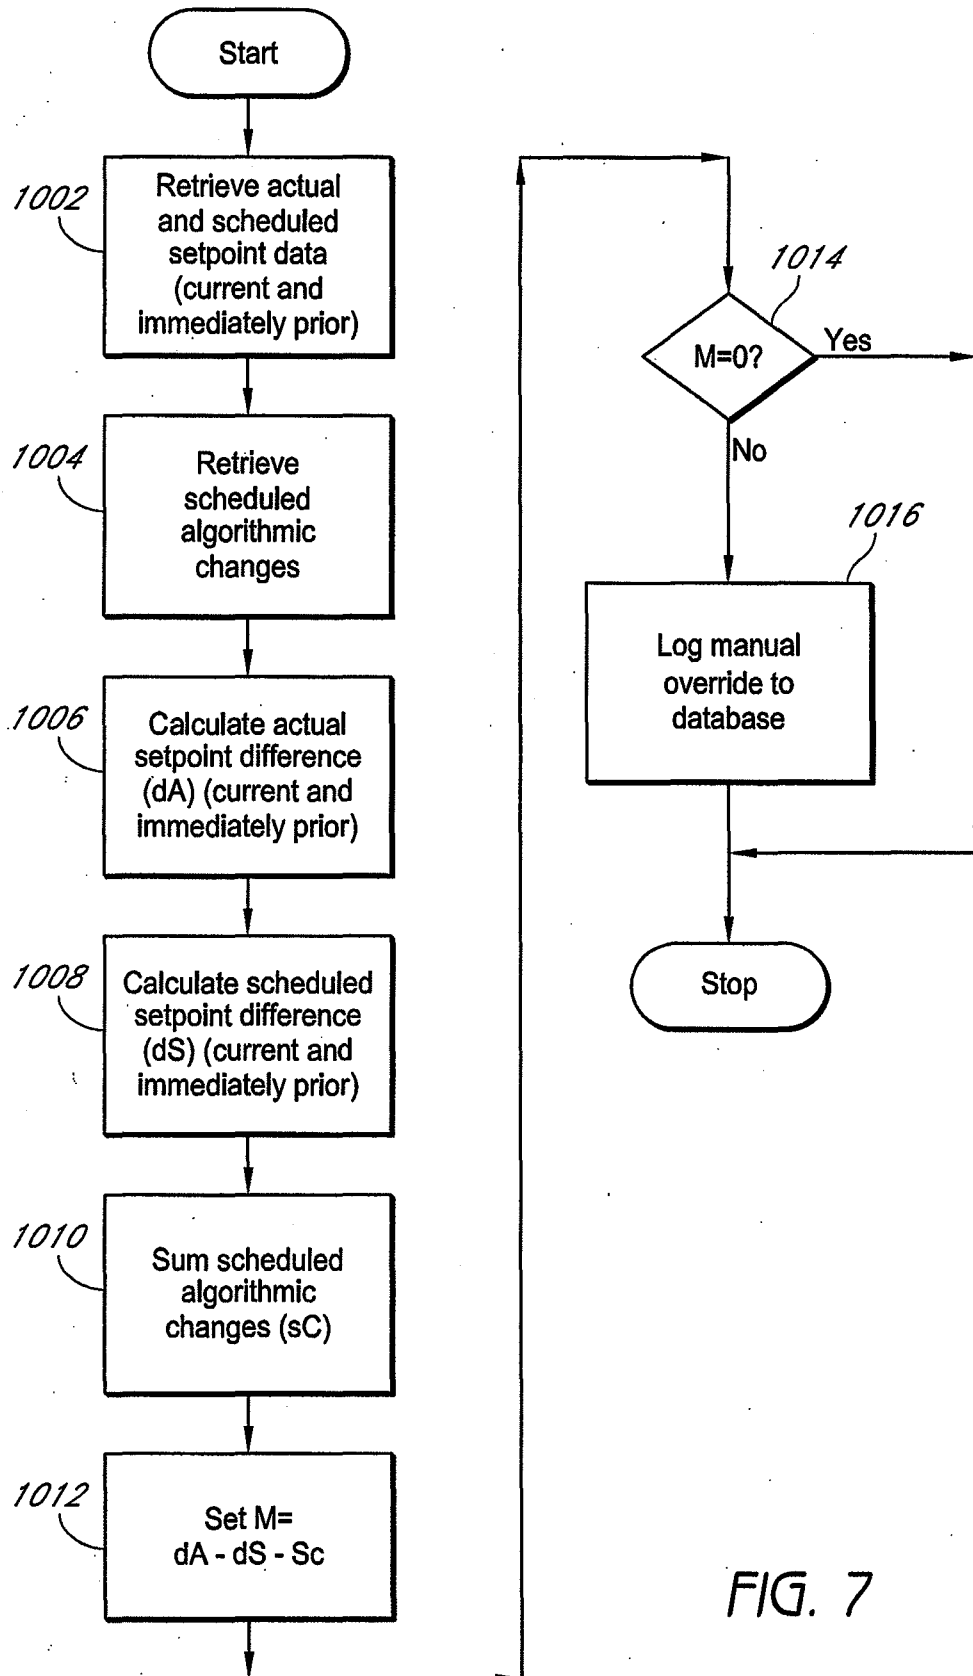 Start
1002
Retrieve actual
and scheduled
setpoint data
(current and
immediately prior)
1004
Retrieve
scheduled
algorithmic
changes
1006
Calculate actual
setpoint difference
(dA) (current and
immediately prior)
1008
Calculate scheduled
setpoint difference
(dS) (current and
immediately prior)
1010
Sum scheduled
algorithmic
changes (sC)
1012
Set M=
dA - dS - Sc
1014
M=0?
Yes
No
1016
Log manual
override to
database
Stop
FIG. 7